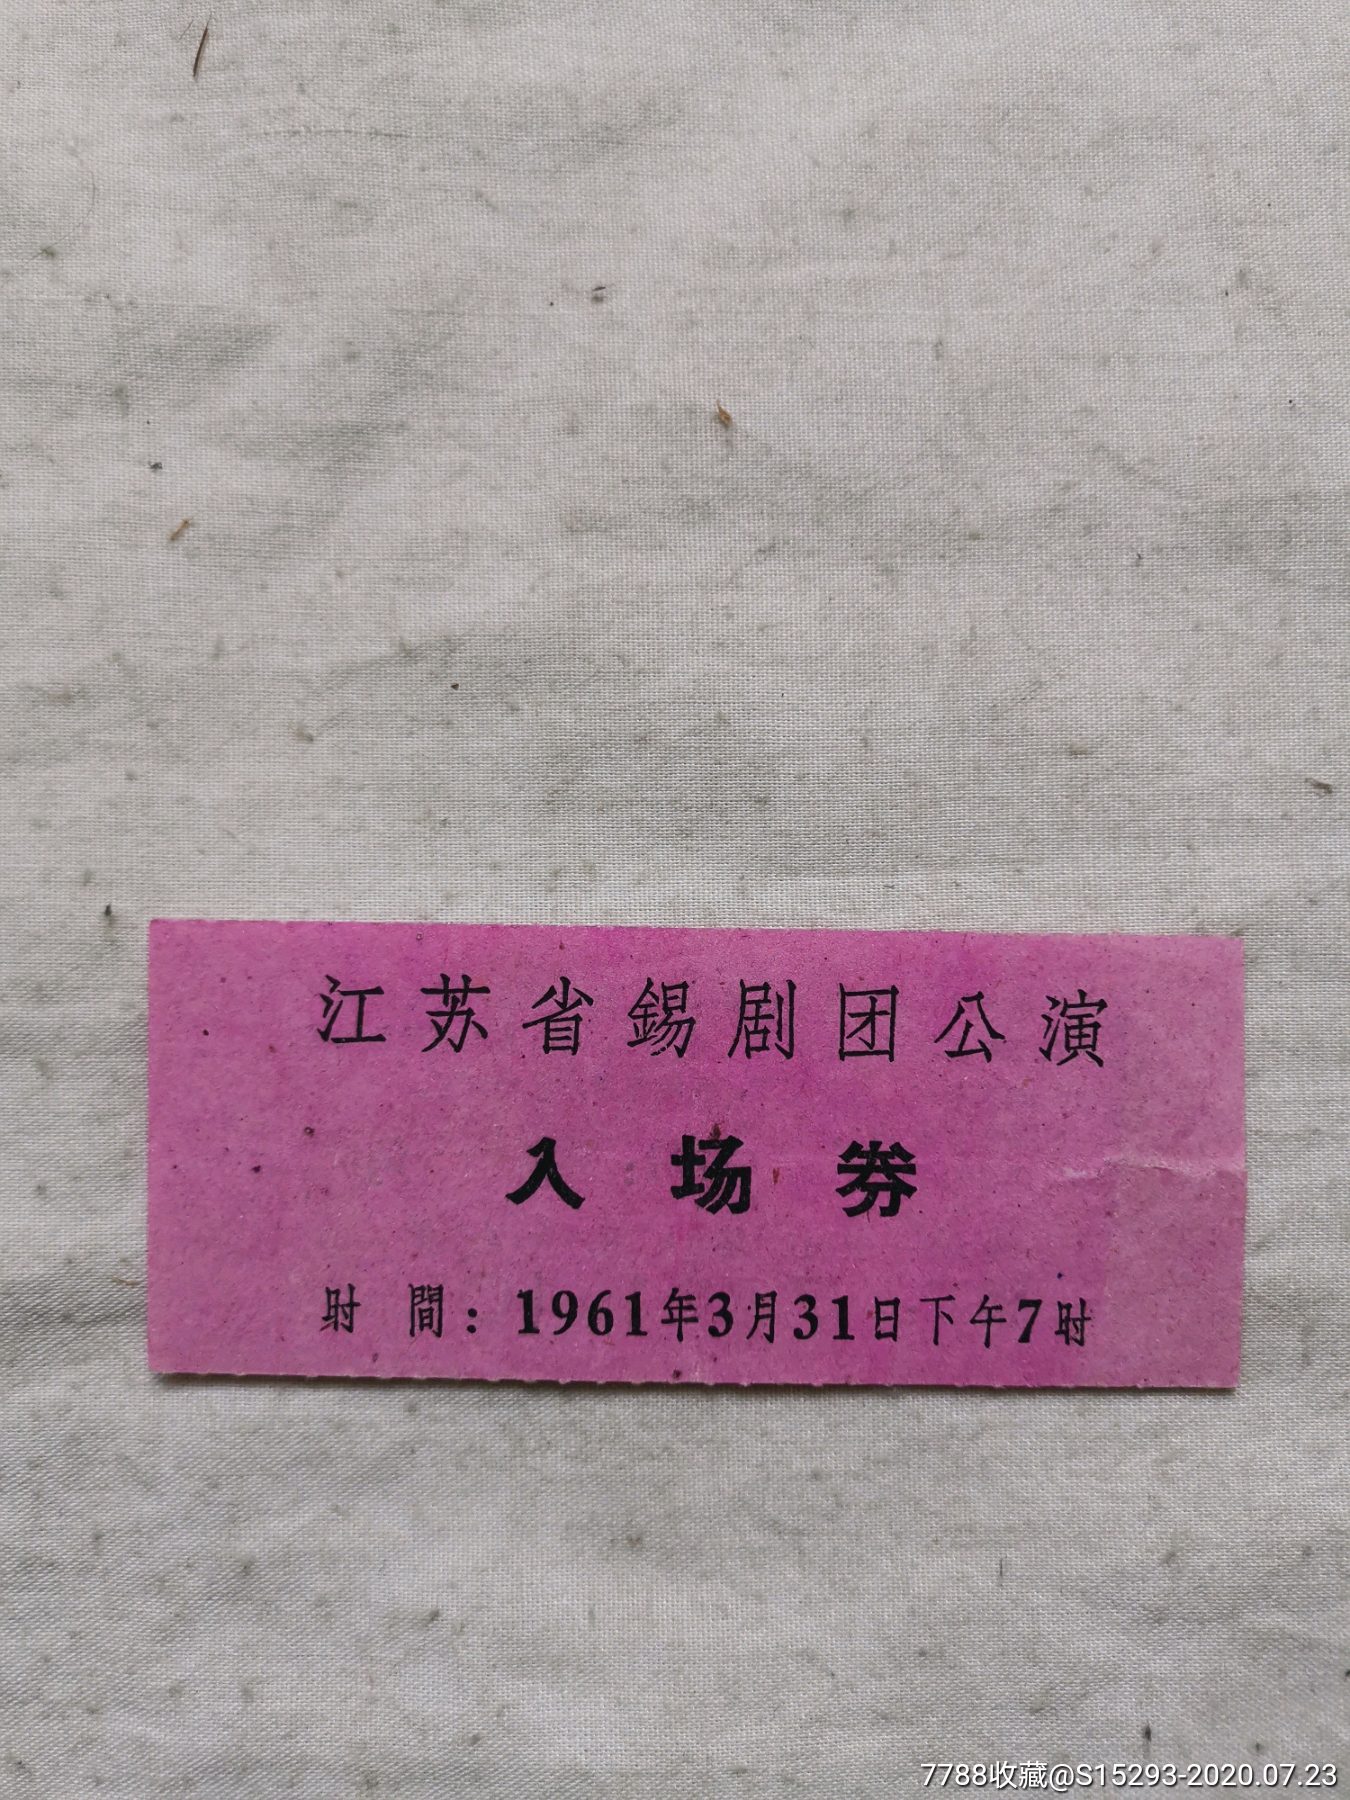 江苏省錫剧团公演
入场券
时間：1961年3月31日下午7时
7788收藏@S15293-2020.07.23